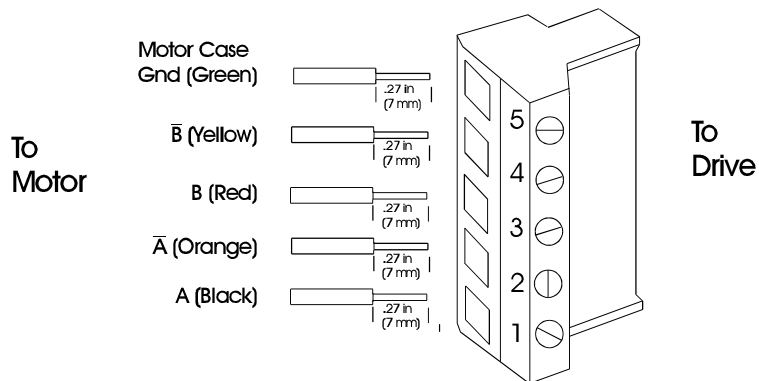 Motor Case
Gnd (Green)
.27 in
(7 mm)
B̅ (Yellow)
.27 in
(7 mm)
B (Red)
.27 in
(7 mm)
A̅ (Orange)
.27 in
(7 mm)
A (Black)
.27 in
(7 mm)
To
Motor
5
4
3
2
1
To
Drive